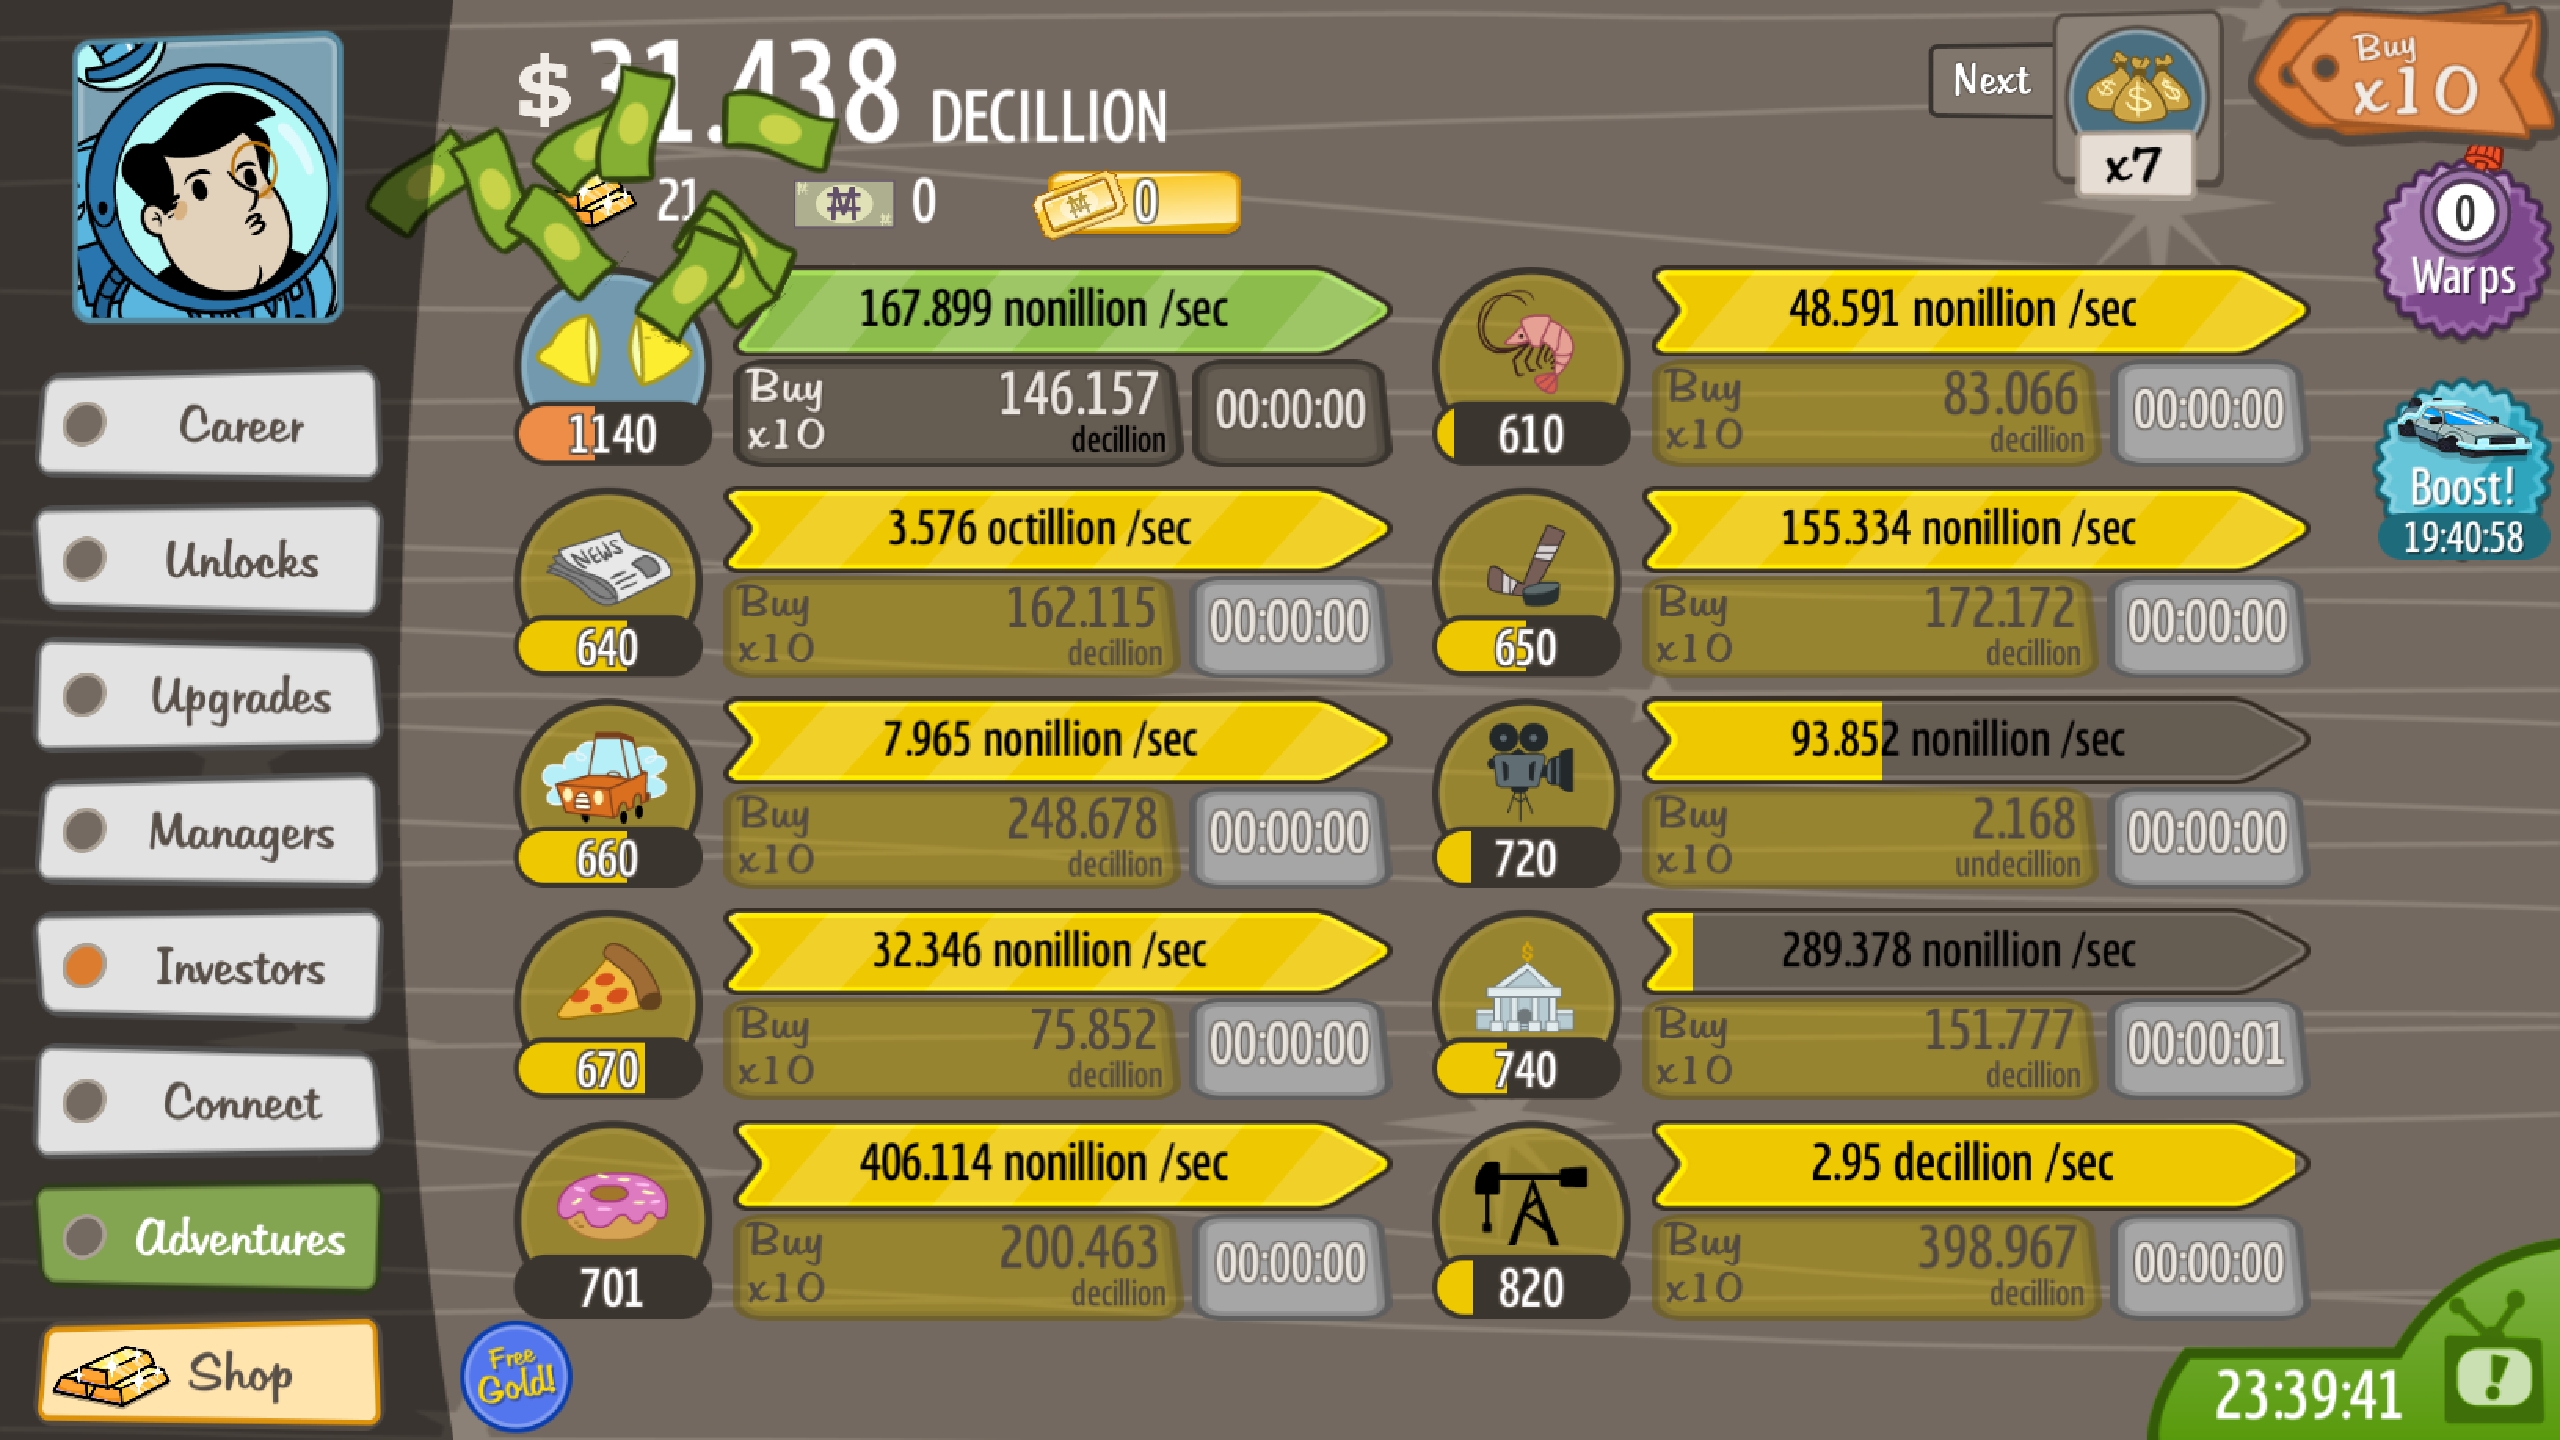 $ 31.438 DECILLION
21
0
0
Next
x7
Buy
x10
0
Warps
Boost!
19:40:58
Career
Unlocks
Upgrades
Managers
Investors
Connect
Adventures
Shop
167.899 nonillion /sec
1140
Buy
x10
146.157
decillion
00:00:00
48.591 nonillion /sec
610
Buy
x10
83.066
decillion
00:00:00
NEWS
3.576 octillion /sec
640
Buy
x10
162.115
decillion
00:00:00
155.334 nonillion /sec
650
Buy
x10
172.172
decillion
00:00:00
7.965 nonillion /sec
660
Buy
x10
248.678
decillion
00:00:00
93.852 nonillion /sec
720
Buy
x10
2.168
undecillion
00:00:00
32.346 nonillion /sec
670
Buy
x10
75.852
decillion
00:00:00
289.378 nonillion /sec
740
Buy
x10
151.777
decillion
00:00:01
406.114 nonillion /sec
701
Buy
x10
200.463
decillion
00:00:00
2.95 decillion /sec
820
Buy
x10
398.967
decillion
00:00:00
Free
Gold!
23:39:41